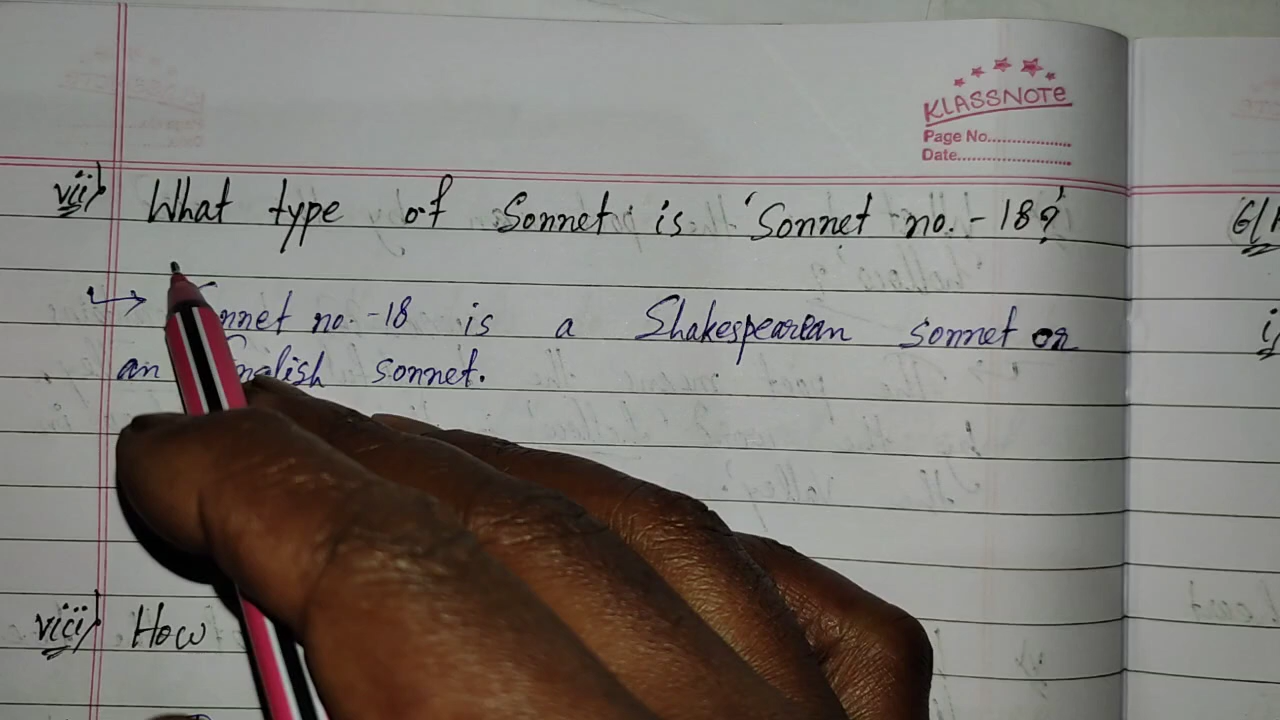 KLASSNOTE
Page No.....................
Date..........................
vii) What type of Sonnet is 'Sonnet no. - 18?'
nnet no. -18 is a Shakespearean sonnet or
an nglish sonnet.
viii) How